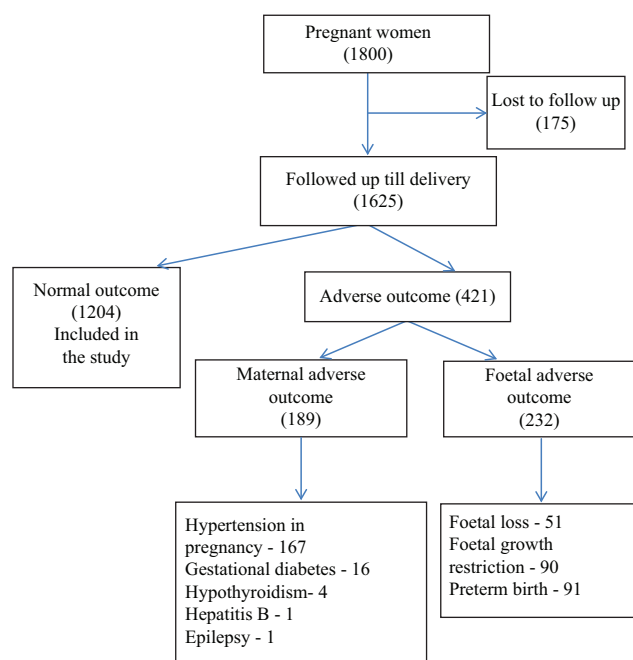 Pregnant women
(1800)
Lost to follow up
(175)
Followed up till delivery
(1625)
Normal outcome
(1204)
Included in
the study
Adverse outcome (421)
Maternal adverse
outcome
(189)
Foetal adverse
outcome
(232)
Hypertension in
pregnancy - 167
Gestational diabetes - 16
Hypothyroidism- 4
Hepatitis B - 1
Epilepsy - 1
Foetal loss - 51
Foetal growth
restriction - 90
Preterm birth - 91